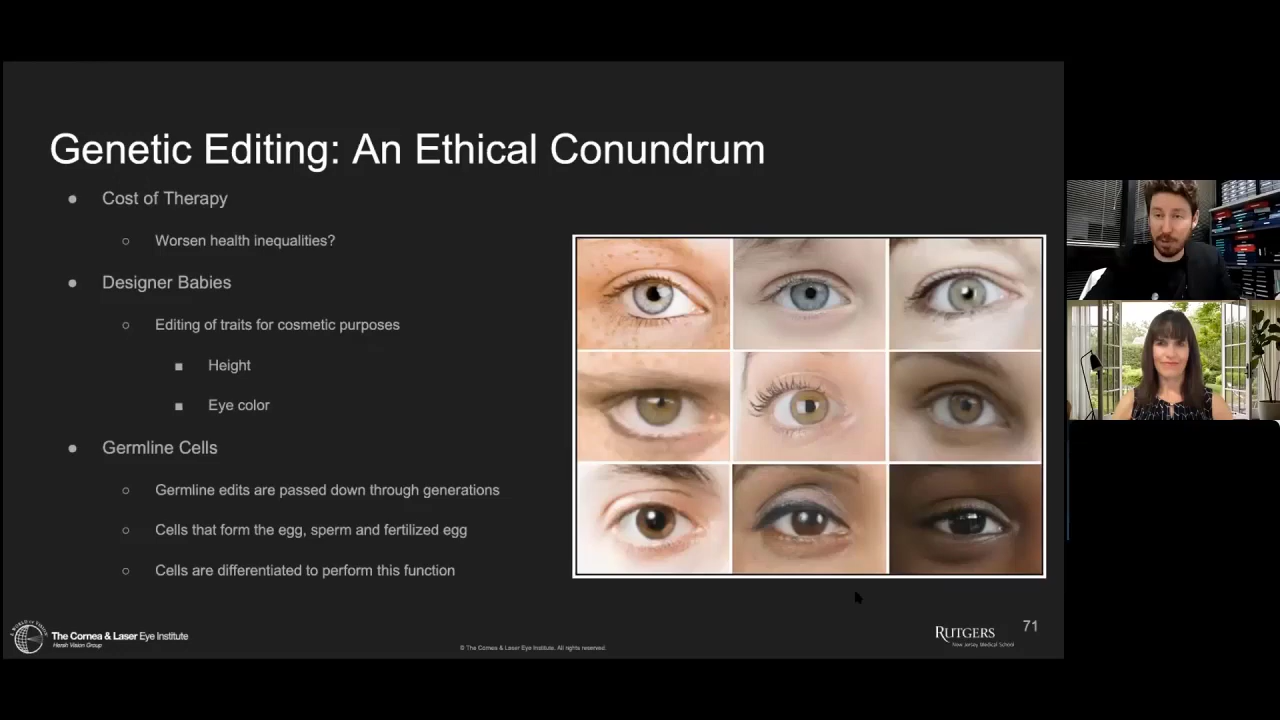 Genetic Editing: An Ethical Conundrum
Cost of Therapy
Worsen health inequalities?
Designer Babies
Editing of traits for cosmetic purposes
Height
Eye color
Germline Cells
Germline edits are passed down through generations
Cells that form the egg, sperm and fertilized egg
Cells are differentiated to perform this function
A WORLD OF VISION
The Cornea & Laser Eye Institute
Hersh Vision Group
© The Cornea & Laser Eye Institute. All rights reserved.
RUTGERS
New Jersey Medical School
71